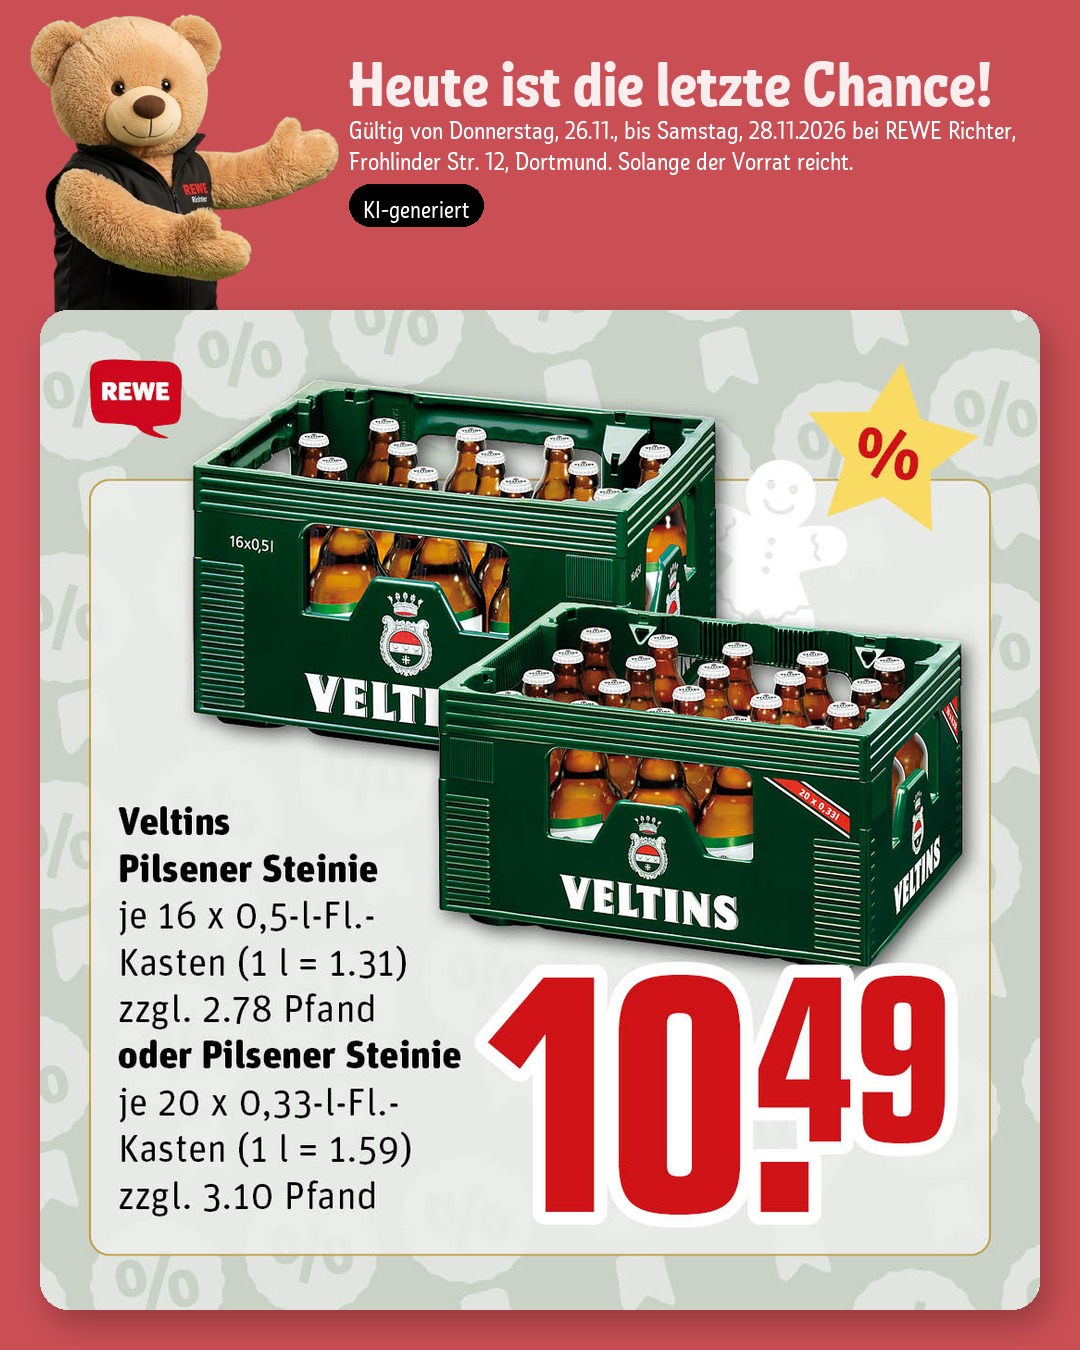 Heute ist die letzte Chance!
Gültig von Donnerstag, 26.11., bis Samstag, 28.11.2026 bei REWE Richter,
Frohlinder Str. 12, Dortmund. Solange der Vorrat reicht.
KI-generiert
REWE
Richter
REWE
%
16x0,5l
VELTI
20 x 0,33l
VELTINS
VELTINS
Veltins
Pilsener Steinie
je 16 x 0,5-l-Fl.-
Kasten (1 l = 1.31)
zzgl. 2.78 Pfand
oder Pilsener Steinie
je 20 x 0,33-l-Fl.-
Kasten (1 l = 1.59)
zzgl. 3.10 Pfand
10.49